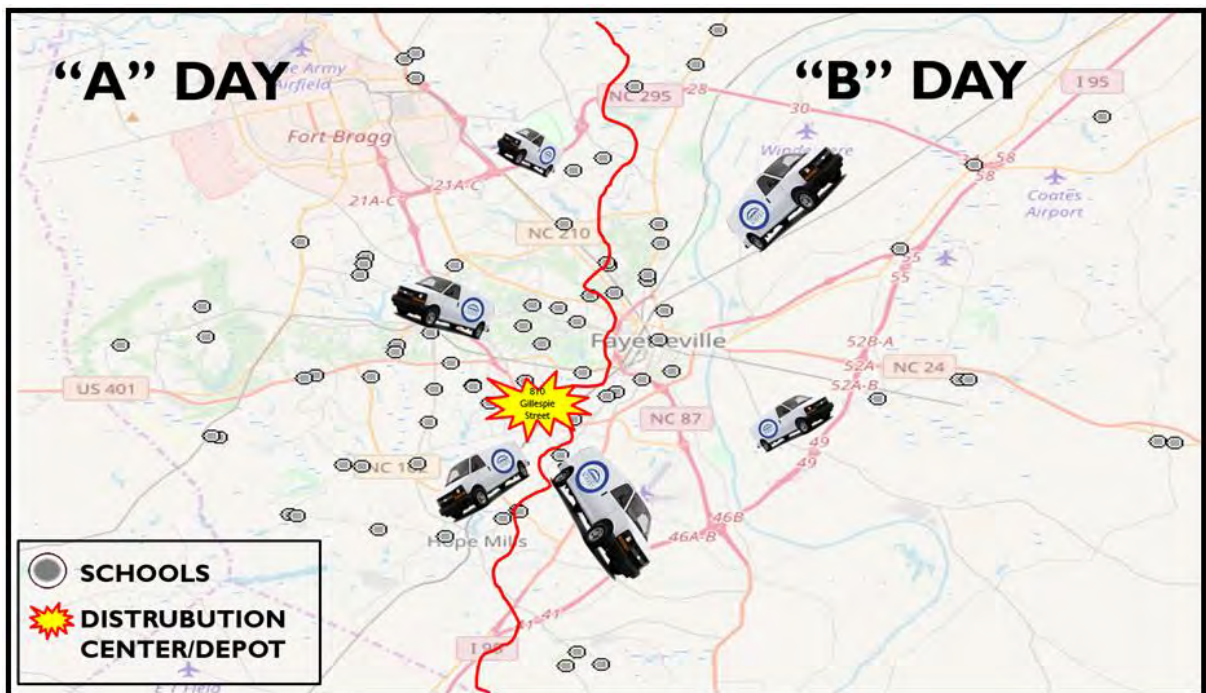 “A” DAY
“B” DAY
I 95
NC 295
28
30
Army
Airfield
Fort Bragg
58
58
Coates
Airport
21A-C
21A-C
NC 210
55
55
Fayetteville
52B-A
52A-
52A-B
US 401
NC 24
Gillespie
Street
NC 87
49
49
NC 162
46B
46A-B
Hope Mills
41
I 95
SCHOOLS
DISTRUBUTION
CENTER/DEPOT